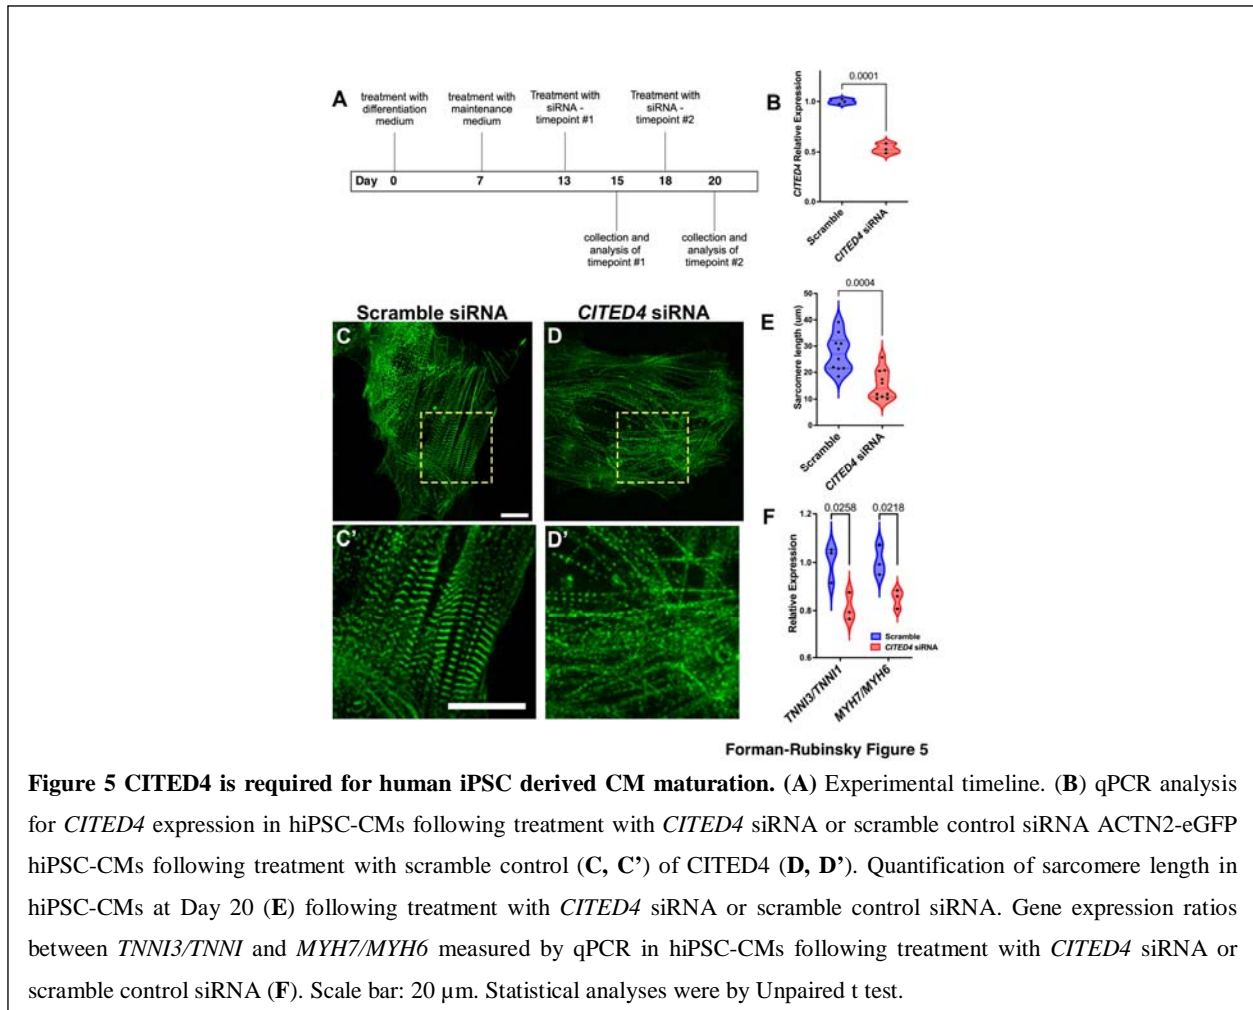 A
treatment with
differentiation
medium
treatment with
maintenance
medium
Treatment with
siRNA -
timepoint #1
Treatment with
siRNA -
timepoint #2
Day 0 7 13 15 18 20
collection and
analysis of
timepoint #1
collection and
analysis of
timepoint #2
B
0.0001
CITED4 Relative Expression
1.0
0.5
0.0
Scramble
CITED4 siRNA
Scramble siRNA
CITED4 siRNA
C
D
C'
D'
E
0.0004
Sarcomere length (um)
50
40
30
20
10
0
Scramble
CITED4 siRNA
F
0.0258
0.0218
Relative Expression
1.2
1.0
0.8
0.6
Scramble
CITED4 siRNA
TNNI3/TNNI1
MYH7/MYH6
Forman-Rubinsky Figure 5
Figure 5 CITED4 is required for human iPSC derived CM maturation. (A) Experimental timeline. (B) qPCR analysis
for CITED4 expression in hiPSC-CMs following treatment with CITED4 siRNA or scramble control siRNA ACTN2-eGFP
hiPSC-CMs following treatment with scramble control (C, C’) of CITED4 (D, D’). Quantification of sarcomere length in
hiPSC-CMs at Day 20 (E) following treatment with CITED4 siRNA or scramble control siRNA. Gene expression ratios
between TNNI3/TNNI and MYH7/MYH6 measured by qPCR in hiPSC-CMs following treatment with CITED4 siRNA or
scramble control siRNA (F). Scale bar: 20 µm. Statistical analyses were by Unpaired t test.